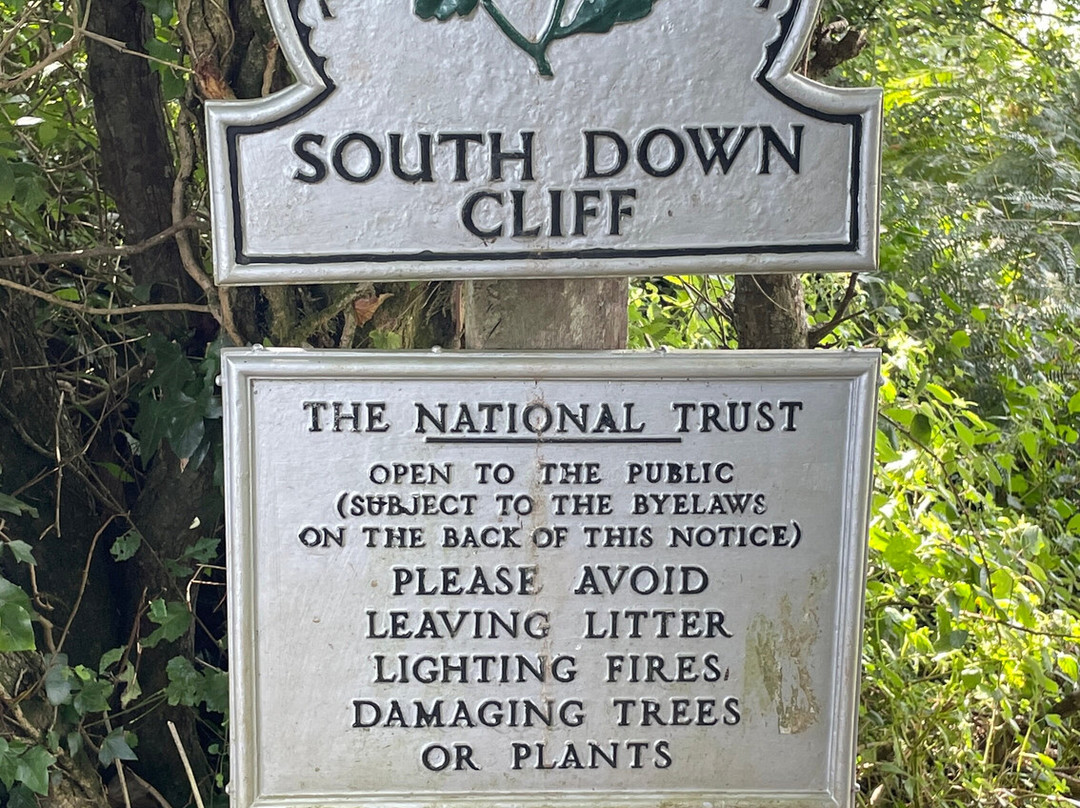 SOUTH DOWN
CLIFF
THE NATIONAL TRUST
OPEN TO THE PUBLIC
(SUBJECT TO THE BYELAWS
ON THE BACK OF THIS NOTICE)
PLEASE AVOID
LEAVING LITTER
LIGHTING FIRES,
DAMAGING TREES
OR PLANTS